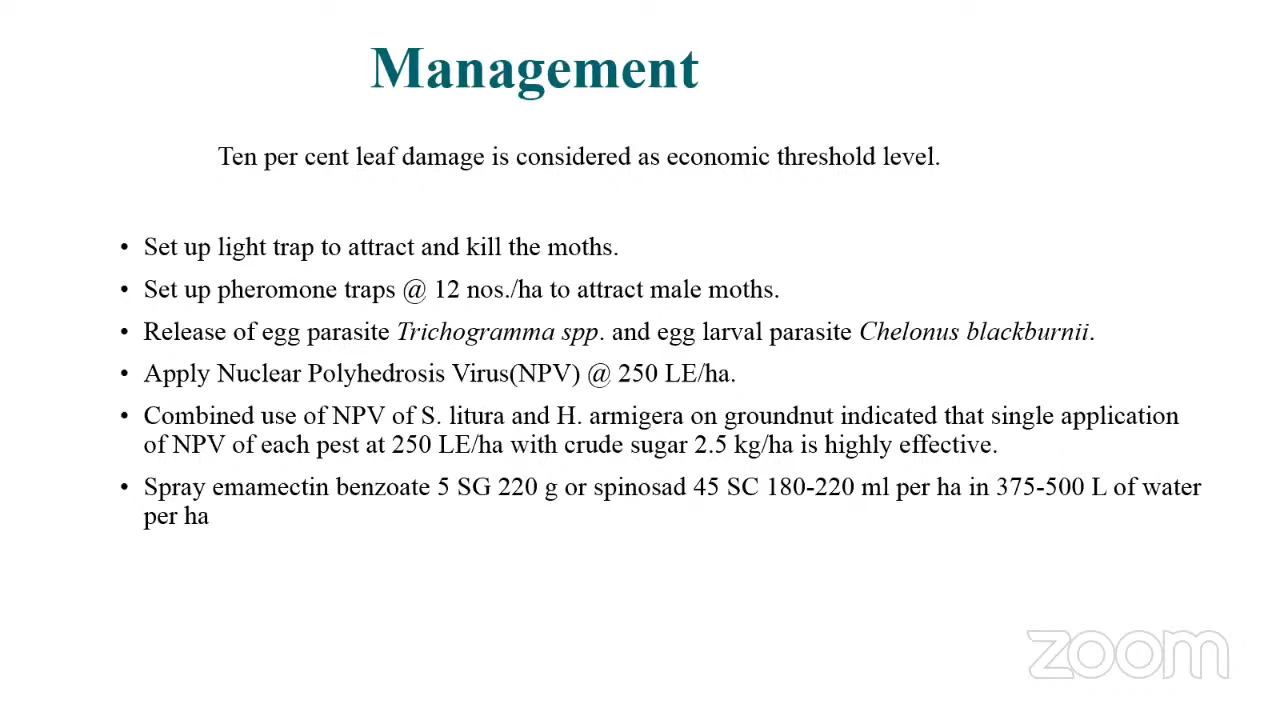 Management
Ten per cent leaf damage is considered as economic threshold level.
• Set up light trap to attract and kill the moths.
• Set up pheromone traps @ 12 nos./ha to attract male moths.
• Release of egg parasite Trichogramma spp. and egg larval parasite Chelonus blackburnii.
• Apply Nuclear Polyhedrosis Virus(NPV) @ 250 LE/ha.
• Combined use of NPV of S. litura and H. armigera on groundnut indicated that single application
of NPV of each pest at 250 LE/ha with crude sugar 2.5 kg/ha is highly effective.
• Spray emamectin benzoate 5 SG 220 g or spinosad 45 SC 180-220 ml per ha in 375-500 L of water
per ha
zoom